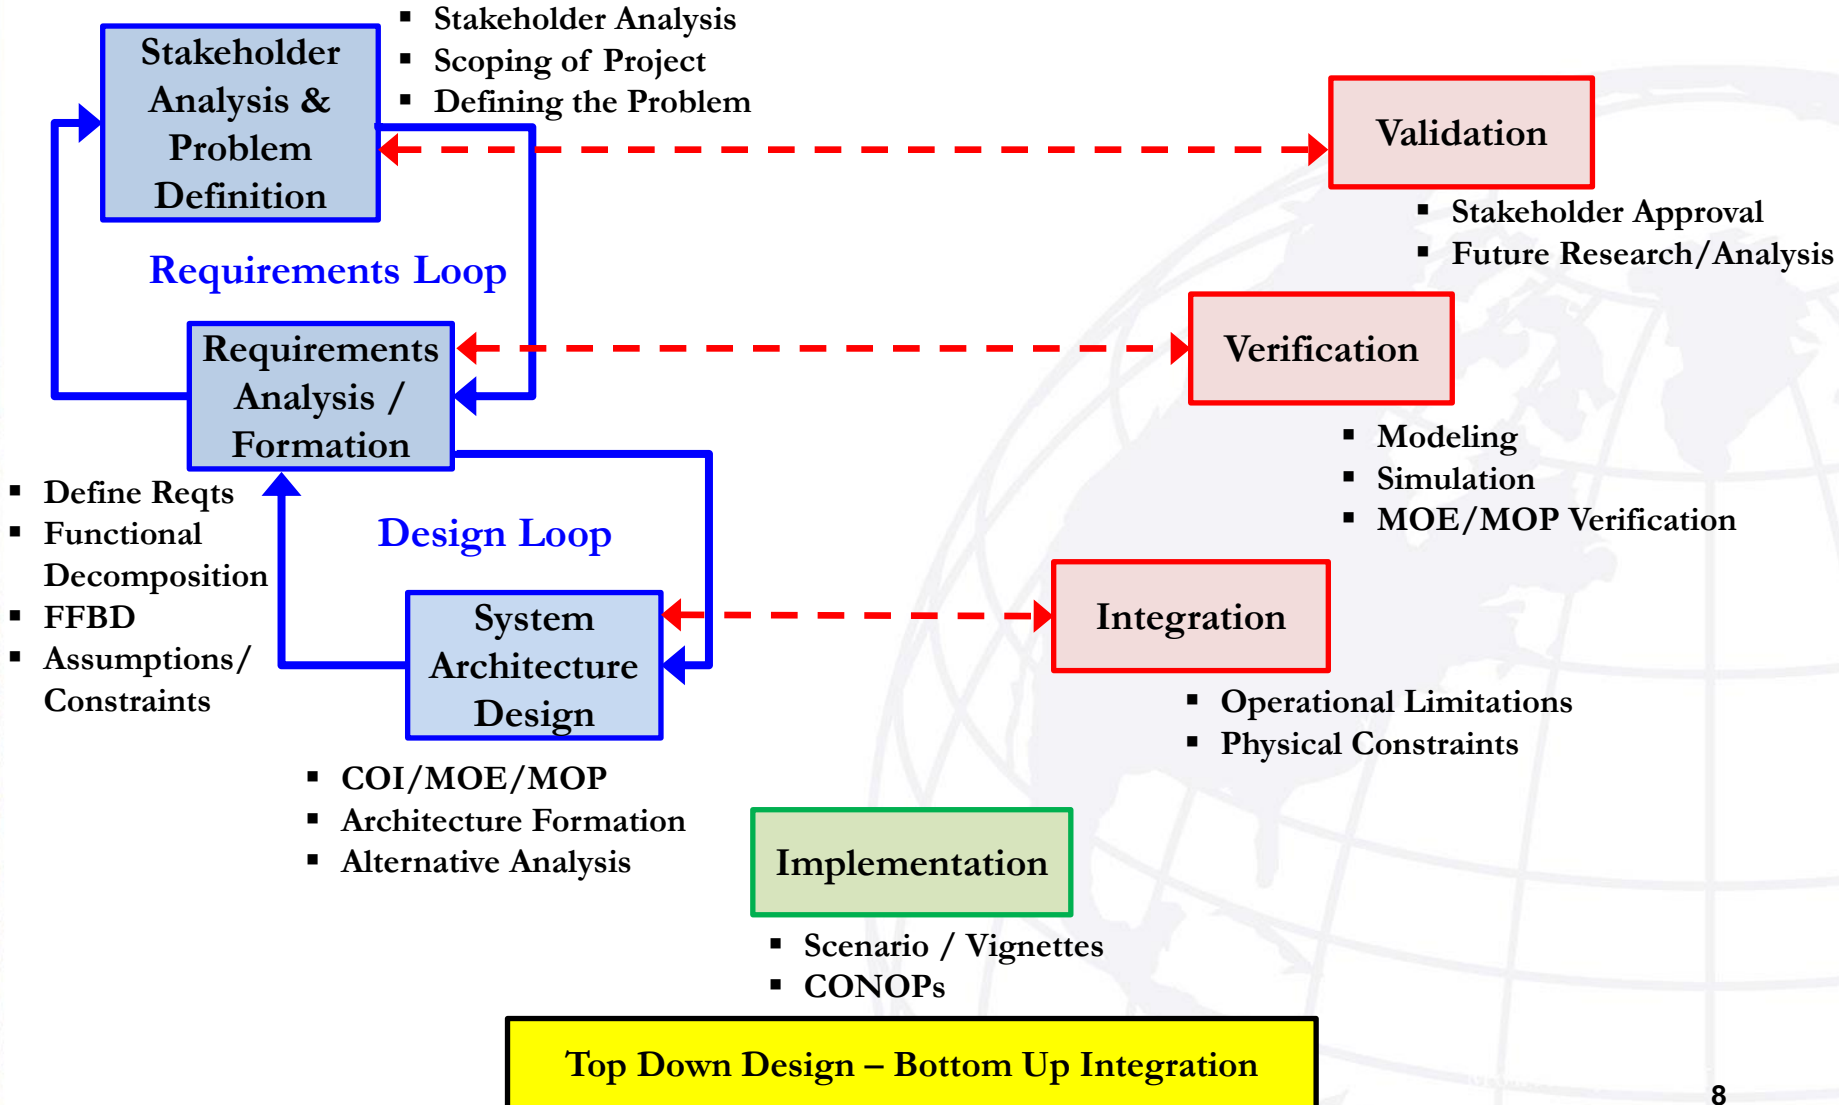 Stakeholder
Analysis &
Problem
Definition
▪ Stakeholder Analysis
▪ Scoping of Project
▪ Defining the Problem
Validation
▪ Stakeholder Approval
▪ Future Research/Analysis
Requirements Loop
Requirements
Analysis /
Formation
Verification
▪ Modeling
▪ Simulation
▪ MOE/MOP Verification
▪ Define Reqts
▪ Functional
Decomposition
▪ FFBD
▪ Assumptions/
Constraints
Design Loop
System
Architecture
Design
Integration
▪ Operational Limitations
▪ Physical Constraints
▪ COI/MOE/MOP
▪ Architecture Formation
▪ Alternative Analysis
Implementation
▪ Scenario / Vignettes
▪ CONOPs
Top Down Design – Bottom Up Integration
8